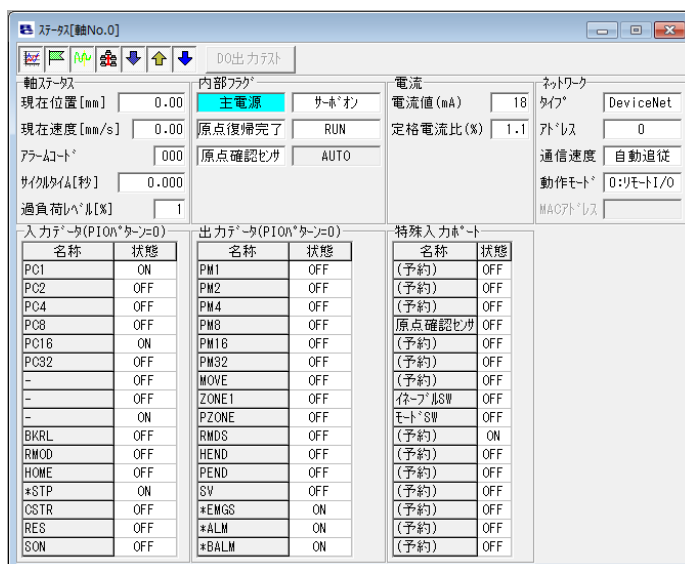 ステータス[軸No.0]
DO出力テスト
軸ステータス
現在位置[mm] 0.00
現在速度[mm/s] 0.00
アラームコード 000
サイクルタイム[秒] 0.000
過負荷レベル[%] 1
内部フラグ
主電源 サーボオン
原点復帰完了 RUN
原点確認センサ AUTO
電流
電流値(mA) 18
定格電流比(%) 1.1
ネットワーク
タイプ DeviceNet
アドレス 0
通信速度 自動追従
動作モード 0:リモートI/O
MACアドレス
入力データ(PIOパターン=0)
名称 状態
PC1 ON
PC2 OFF
PC4 OFF
PC8 OFF
PC16 ON
PC32 OFF
- OFF
- OFF
- ON
BKRL OFF
RMOD OFF
HOME OFF
*STP ON
CSTR OFF
RES OFF
SON OFF
出力データ(PIOパターン=0)
名称 状態
PM1 OFF
PM2 OFF
PM4 OFF
PM8 OFF
PM16 OFF
PM32 OFF
MOVE OFF
ZONE1 OFF
PZONE OFF
RMDS OFF
HEND OFF
PEND OFF
SV OFF
*EMGS ON
*ALM ON
*BALM ON
特殊入力ポート
名称 状態
(予約) OFF
(予約) OFF
(予約) OFF
原点確認センサ OFF
(予約) OFF
(予約) OFF
(予約) OFF
イネーブルSW OFF
モードSW OFF
(予約) ON
(予約) OFF
(予約) OFF
(予約) OFF
(予約) OFF
(予約) OFF
(予約) OFF